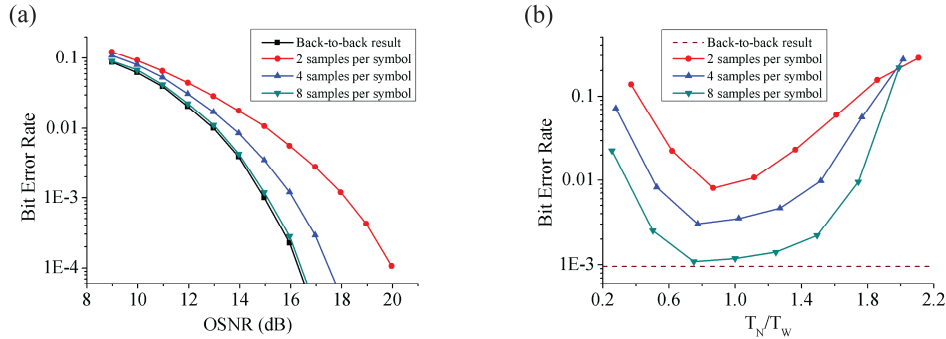 (a)
Back-to-back result
2 samples per symbol
4 samples per symbol
8 samples per symbol
0.1
0.01
1E-3
1E-4
Bit Error Rate
8 10 12 14 16 18 20
OSNR (dB)
(b)
Back-to-back result
2 samples per symbol
4 samples per symbol
8 samples per symbol
0.1
0.01
1E-3
Bit Error Rate
0.2 0.6 1.0 1.4 1.8 2.2
T_N/T_W